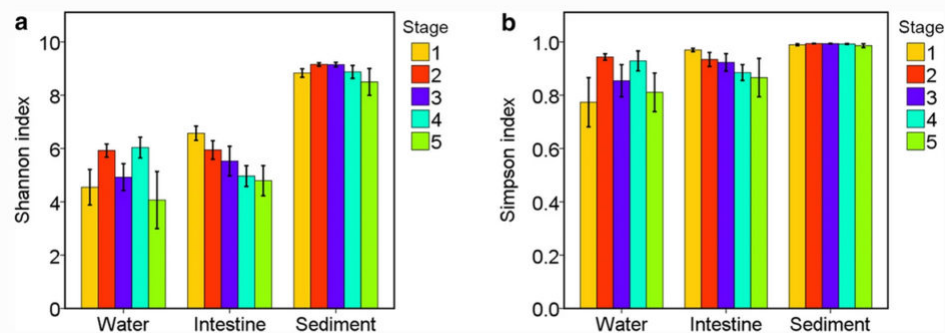 a
Stage
1
2
3
4
5
Shannon index
10
8
6
4
2
0
Water Intestine Sediment
b
Stage
1
2
3
4
5
Simpson index
1.0
0.8
0.6
0.4
0.2
0.0
Water Intestine Sediment